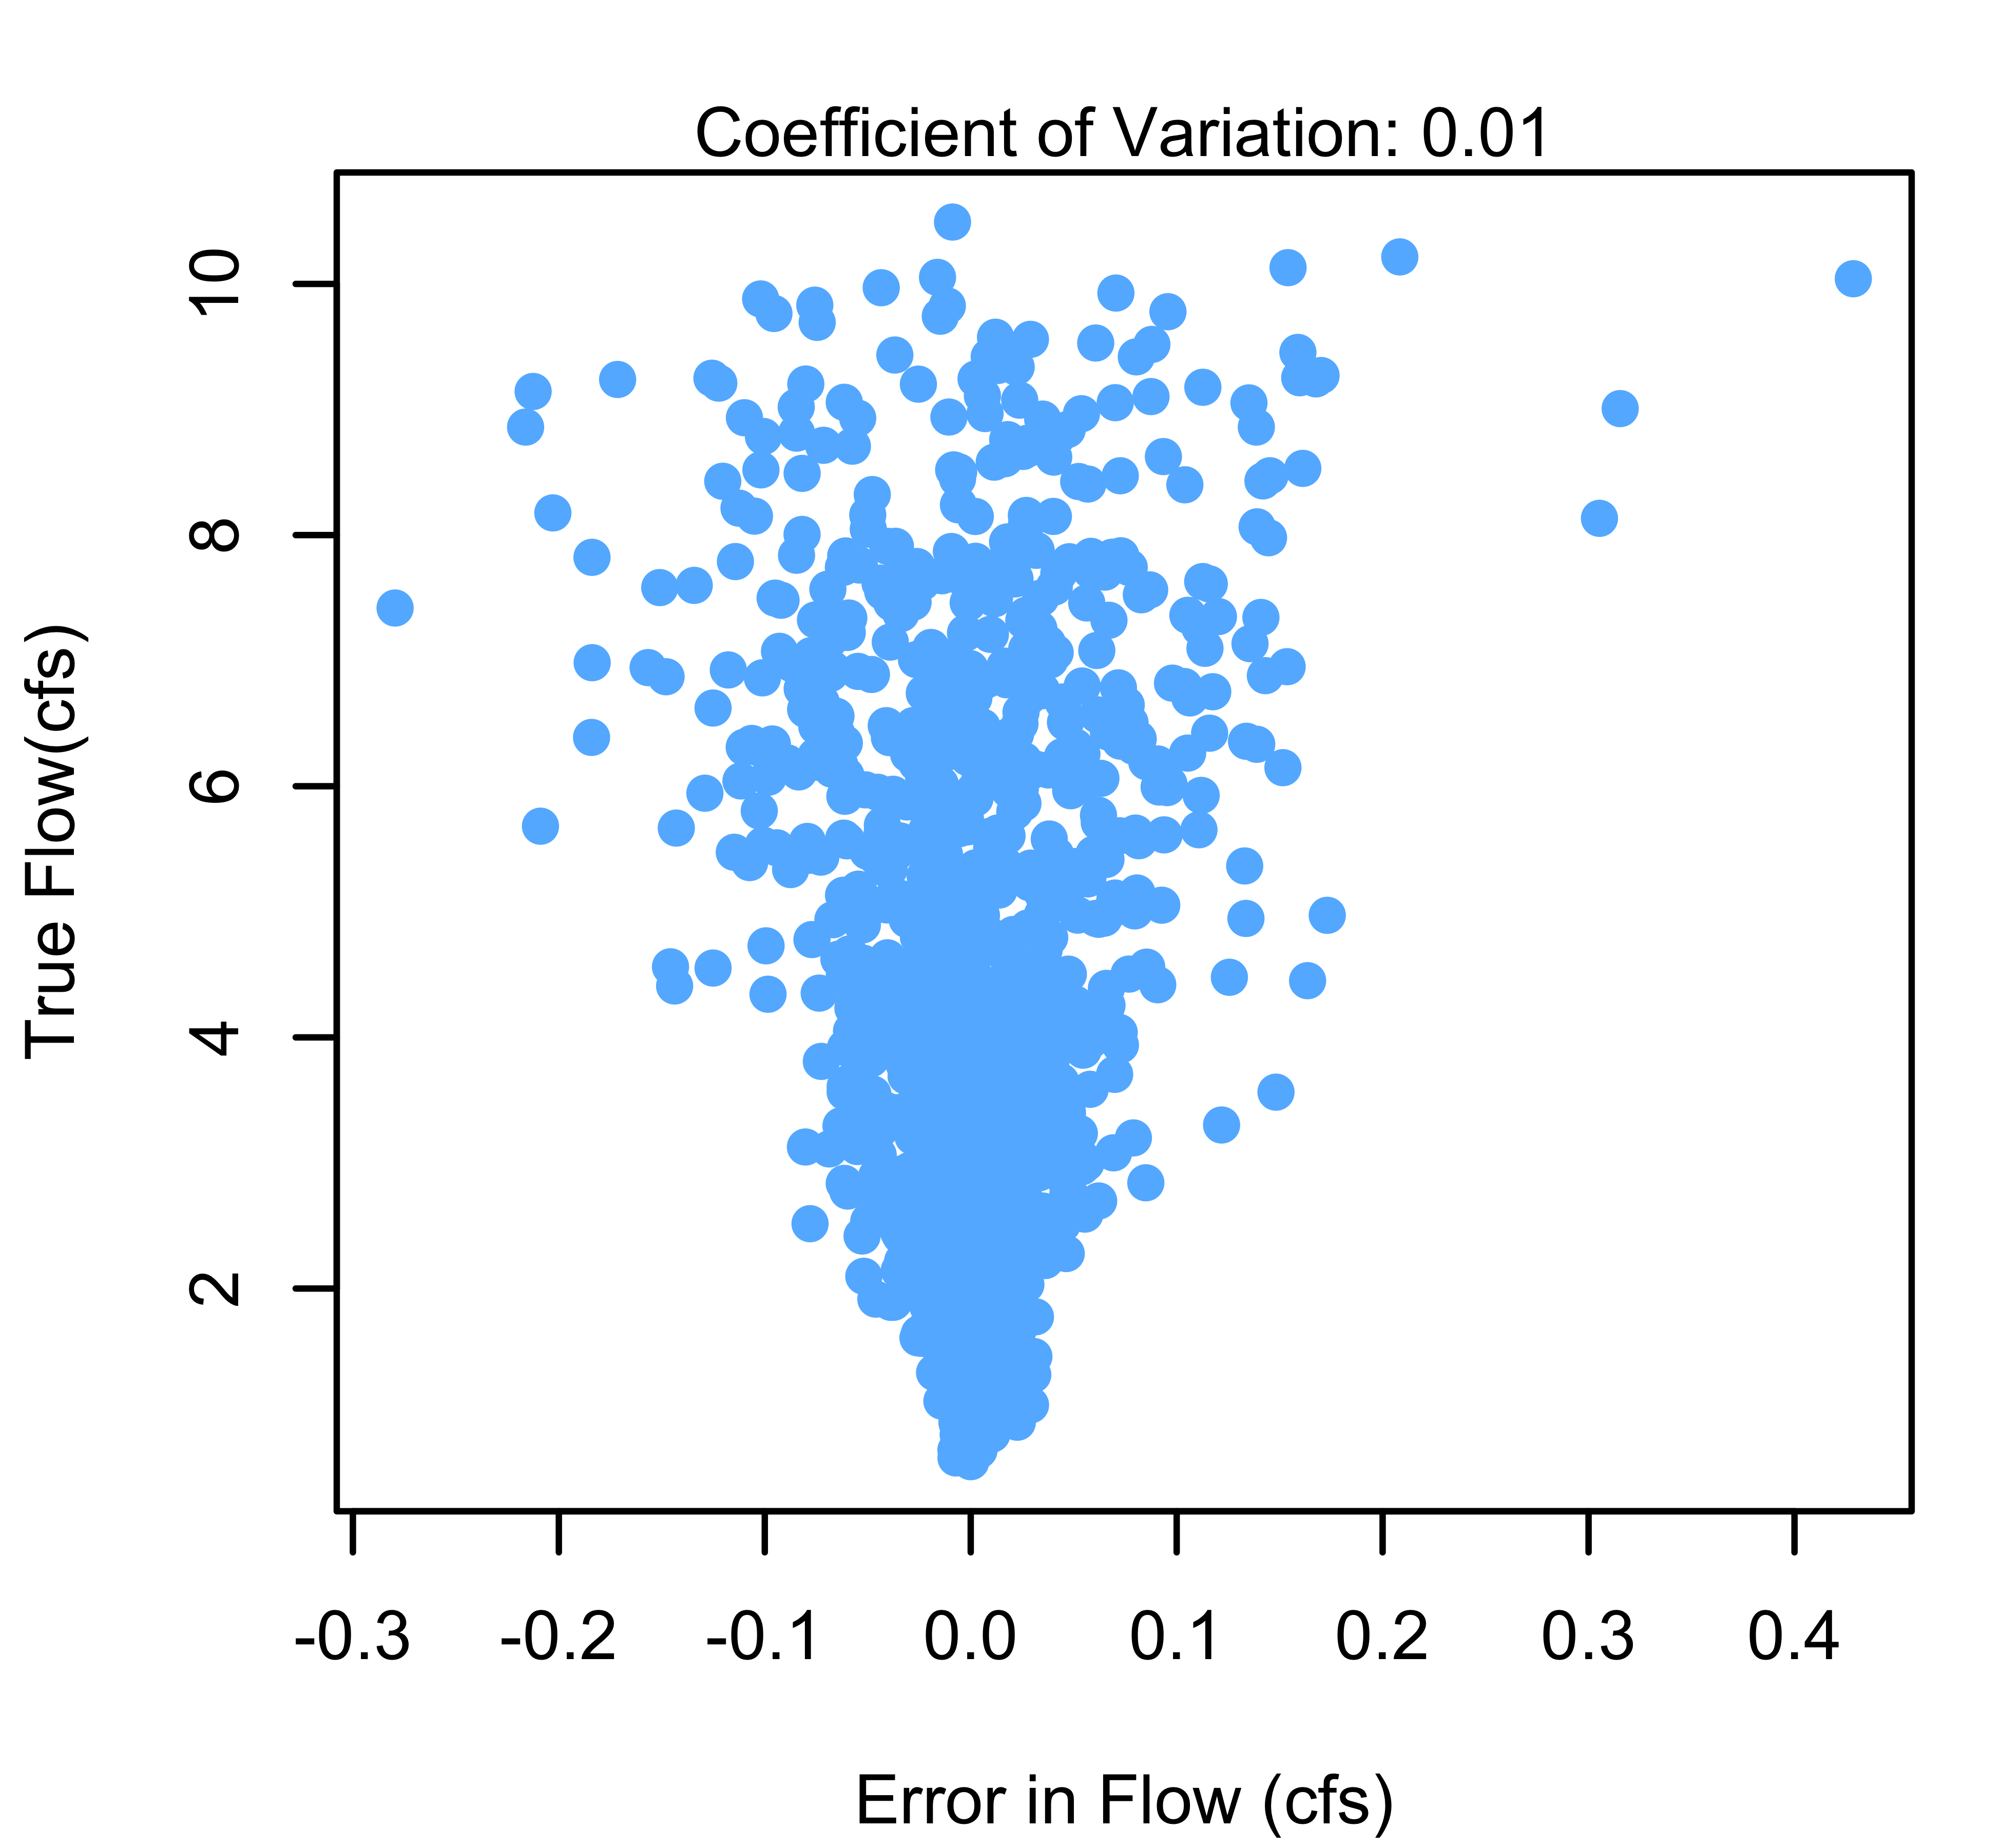 Coefficient of Variation: 0.01
10
8
6
4
2
True Flow(cfs)
-0.3 -0.2 -0.1 0.0 0.1 0.2 0.3 0.4
Error in Flow (cfs)